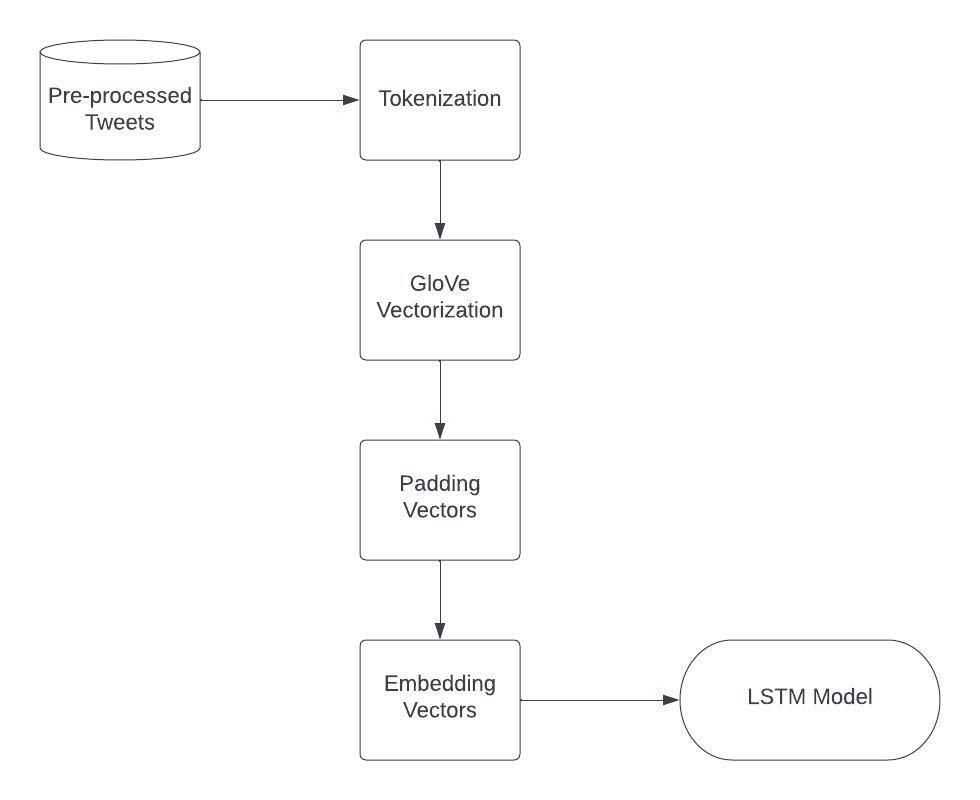 Pre-processed
Tweets
Tokenization
GloVe
Vectorization
Padding
Vectors
Embedding
Vectors
LSTM Model